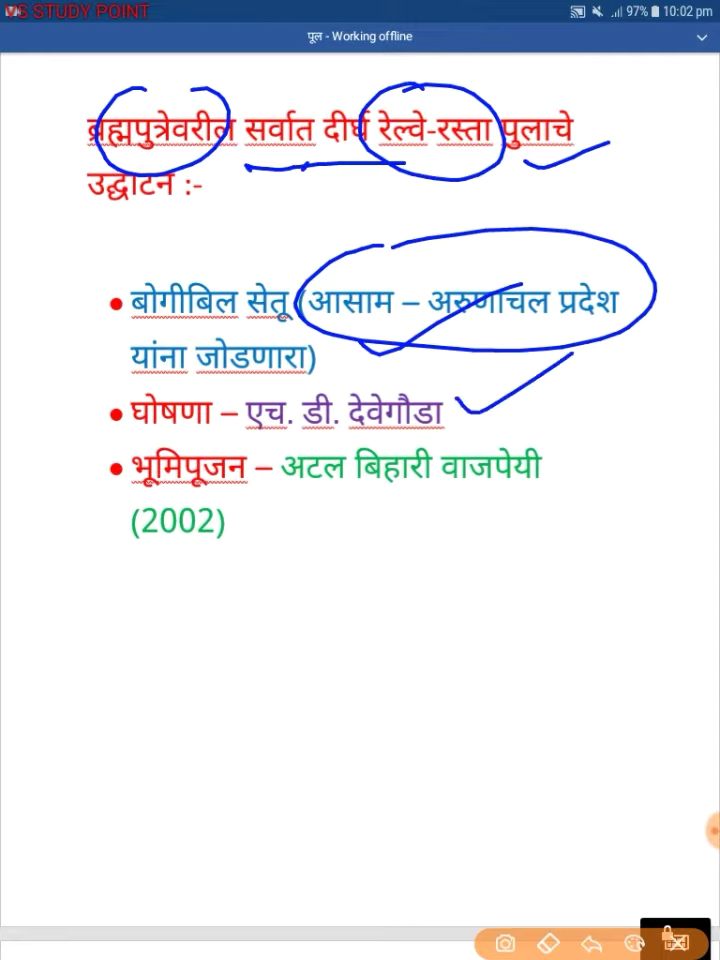 VS STUDY POINT
97% 10:02 pm
पूल - Working offline
ब्रह्मपुत्रेवरील सर्वात दीर्घ रेल्वे-रस्ता पुलाचे
उद्घाटन :-
• बोगीबिल सेतू (आसाम – अरुणाचल प्रदेश
यांना जोडणारा)
• घोषणा – एच. डी. देवेगौडा
• भूमिपूजन – अटल बिहारी वाजपेयी
(2002)